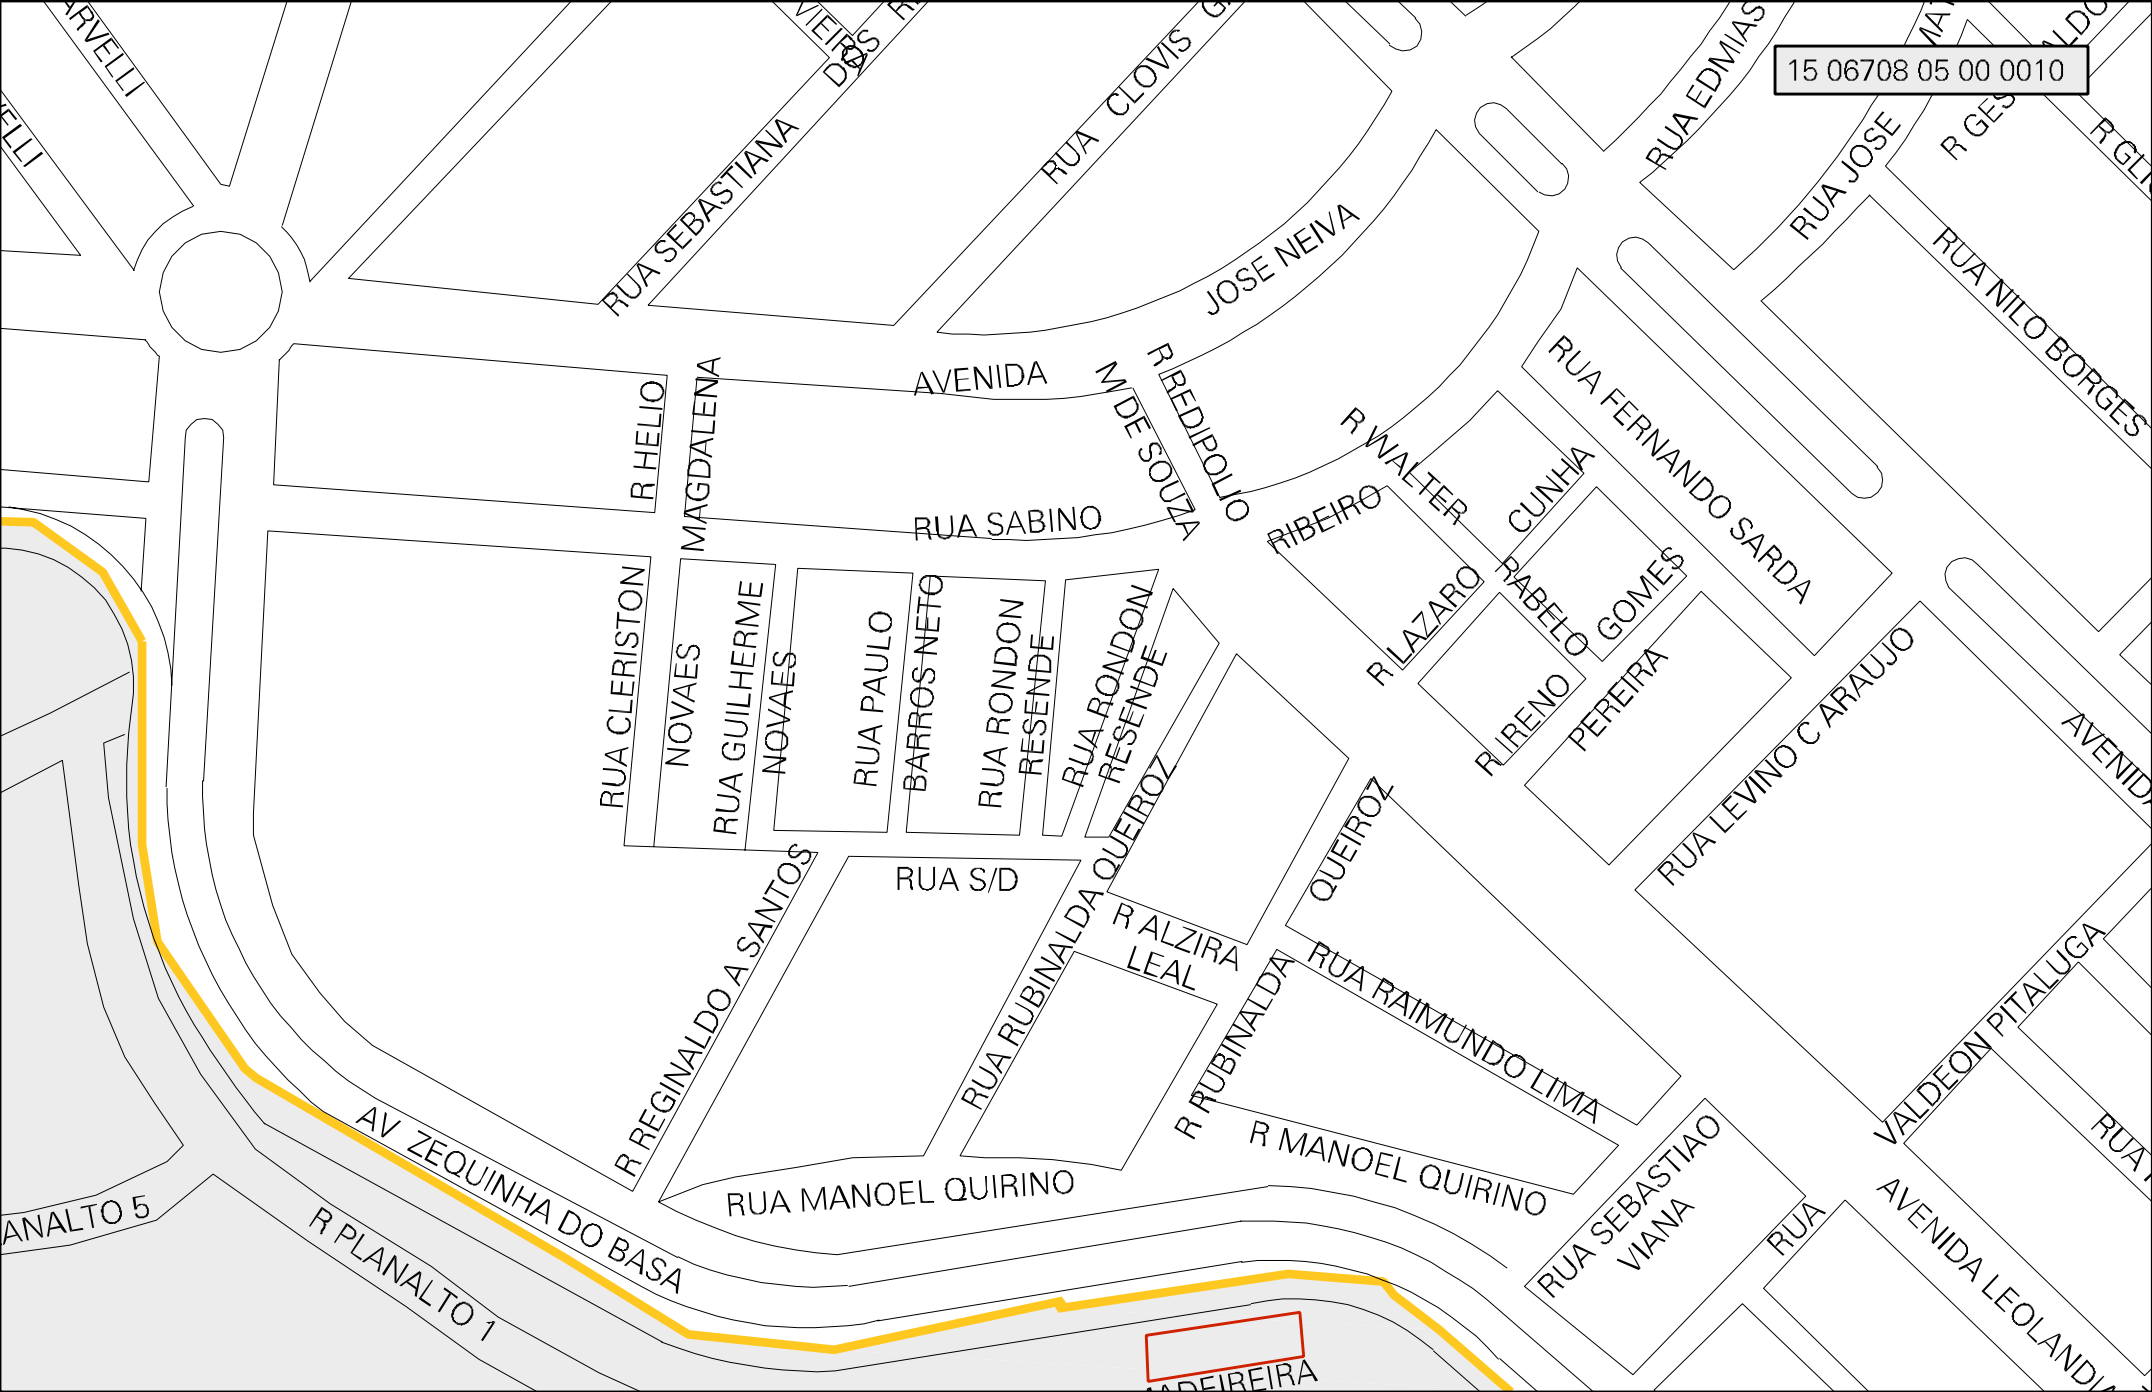 15 06708 05 00 0010
VIEIRA
DOS
RUA CLOVIS
RUA EDMIAS
RUA JOSE
RUA SEBASTIANA
JOSE NEIVA
RUA NILO BORGES
AVENIDA
R HELIO
MAGDALENA
R REDIPOLIO
M DE SOUZA
RUA FERNANDO SARDA
R WALTER
RABELO
CUNHA
RUA SABINO
RIBEIRO
GOMES
R LAZARO
R IRENO
PEREIRA
RUA CLERISTON
NOVAES
RUA GUILHERME
NOVAES
RUA PAULO
BARROS NETO
RUA RONDON
RESENDE
RUA RONDON
RESENDE
RUA LEVINO C ARAUJO
AVENIDA
RUA S/D
RUA RUBINALDA QUEIROZ
R RUBINALDA
QUEIROZ
R ALZIRA
LEAL
R REGINALDO A SANTOS
RUA RAIMUNDO LIMA
VALDEON PITALUGA
AV ZEQUINHA DO BASA
RUA MANOEL QUIRINO
R MANOEL QUIRINO
RUA SEBASTIAO
VIANA
RUA
RUA
AVENIDA LEOLANDIA
ANALTO 5
R PLANALTO 1
MADEIREIRA